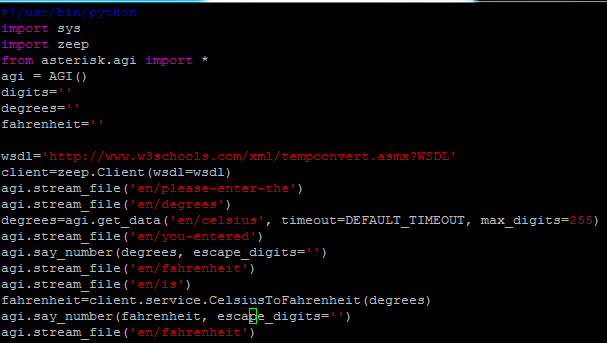 #!/usr/bin/python
import sys
import zeep
from asterisk.agi import *
agi = AGI()
digits=''
degrees=''
fahrenheit=''
wsdl='http://www.w3schools.com/xml/tempconvert.asmx?WSDL'
client=zeep.Client(wsdl=wsdl)
agi.stream_file('en/please-enter-the')
agi.stream_file('en/degrees')
degrees=agi.get_data('en/celsius', timeout=DEFAULT_TIMEOUT, max_digits=255)
agi.stream_file('en/you-entered')
agi.say_number(degrees, escape_digits='')
agi.stream_file('en/fahrenheit')
agi.stream_file('en/is')
fahrenheit=client.service.CelsiusToFahrenheit(degrees)
agi.say_number(fahrenheit, escape_digits='')
agi.stream_file('en/fahrenheit')